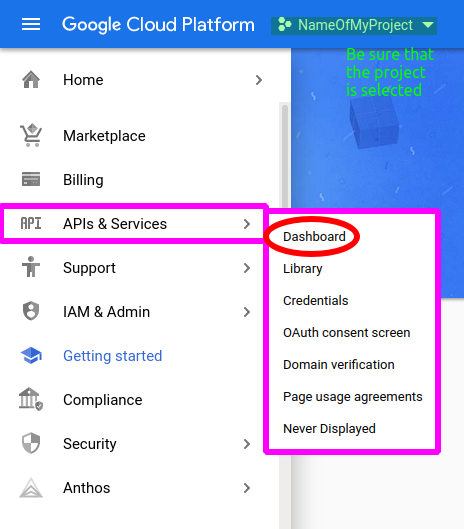 Google Cloud Platform
NameOfMyProject
Be sure that
the project
is selected
Home
Marketplace
Billing
API
APIs & Services
Support
IAM & Admin
Getting started
Compliance
Security
Anthos
Dashboard
Library
Credentials
OAuth consent screen
Domain verification
Page usage agreements
Never Displayed